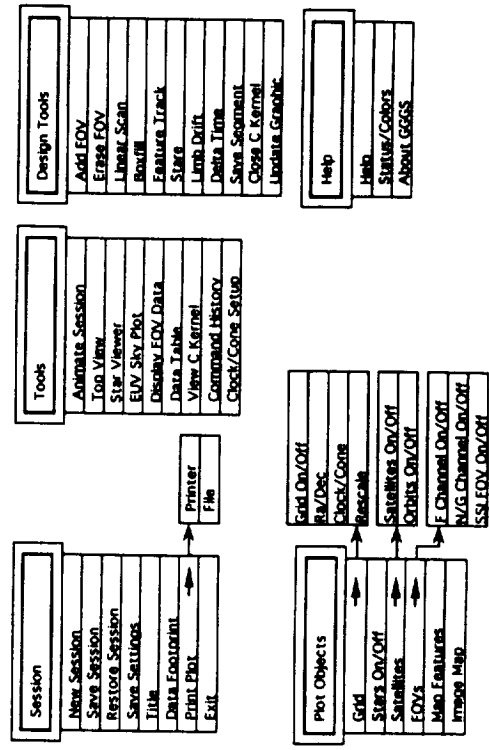 Session
New Session
Save Session
Restore Session
Save Settings
Title
Data Footprint
Print Plot
Exit
Printer
File
Tools
Animate Session
Top View
Star Viewer
EUV Sky Plot
Display FOV Data
Data Table
View C Kernel
Command History
Clock/Cone Setup
Design Tools
Add FOV
Erase FOV
Linear Scan
Boxfill
Feature Track
Stare
Limb Drift
Delta Time
Save Segment
Close C Kernel
Update Graphic
Plot Objects
Grid
Stars On/Off
Satellites
FOVs
Map Features
Image Map
Grid On/Off
Ra/Dec
Clock/Cone
Rescale
Satellites On/Off
Orbits On/Off
F Channel On/Off
N/G Channel On/Off
SSI FOV On/Off
Help
Help
Status/Colors
About GGGS